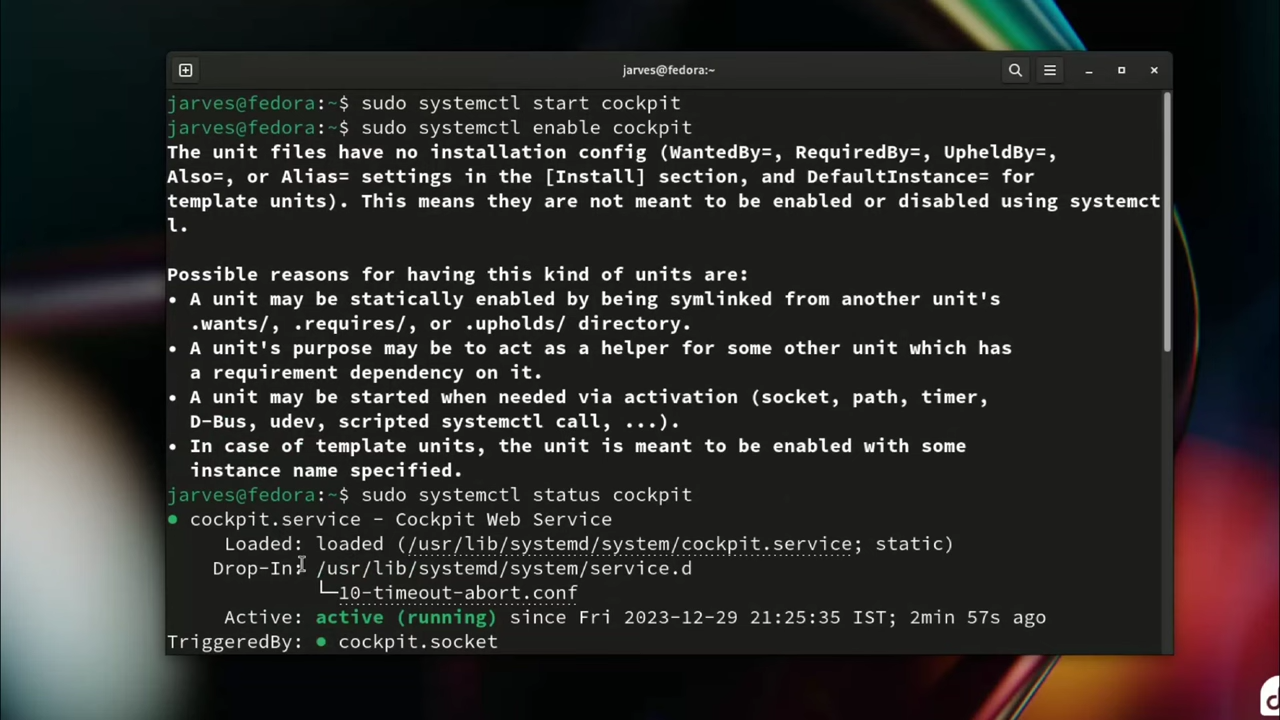 jarves@fedora:~
jarves@fedora:~$ sudo systemctl start cockpit
jarves@fedora:~$ sudo systemctl enable cockpit
The unit files have no installation config (WantedBy=, RequiredBy=, UpheldBy=,
Also=, or Alias= settings in the [Install] section, and DefaultInstance= for
template units). This means they are not meant to be enabled or disabled using systemct
l.
Possible reasons for having this kind of units are:
• A unit may be statically enabled by being symlinked from another unit's
.wants/, .requires/, or .upholds/ directory.
• A unit's purpose may be to act as a helper for some other unit which has
a requirement dependency on it.
• A unit may be started when needed via activation (socket, path, timer,
D-Bus, udev, scripted systemctl call, ...).
• In case of template units, the unit is meant to be enabled with some
instance name specified.
jarves@fedora:~$ sudo systemctl status cockpit
● cockpit.service - Cockpit Web Service
Loaded: loaded (/usr/lib/systemd/system/cockpit.service; static)
Drop-In: /usr/lib/systemd/system/service.d
└─10-timeout-abort.conf
Active: active (running) since Fri 2023-12-29 21:25:35 IST; 2min 57s ago
TriggeredBy: ● cockpit.socket